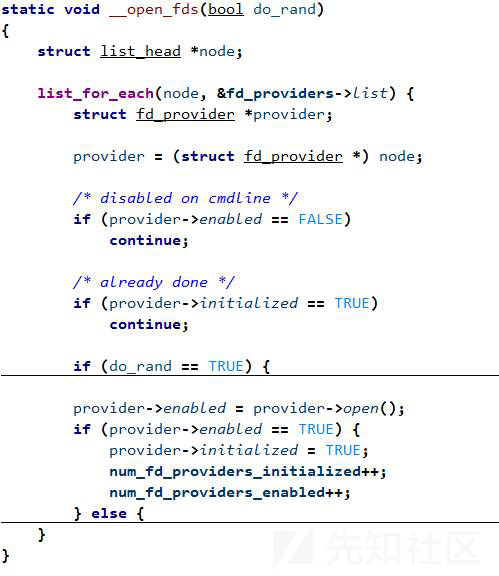 static void __open_fds(bool do_rand)
{
    struct list_head *node;

    list_for_each(node, &fd_providers->list) {
        struct fd_provider *provider;

        provider = (struct fd_provider *) node;

        /* disabled on cmdline */
        if (provider->enabled == FALSE)
            continue;

        /* already done */
        if (provider->initialized == TRUE)
            continue;

        if (do_rand == TRUE) {

        provider->enabled = provider->open();
        if (provider->enabled == TRUE) {
            provider->initialized = TRUE;
            num_fd_providers_initialized++;
            num_fd_providers_enabled++;
        } else {
    }
}
先知社区